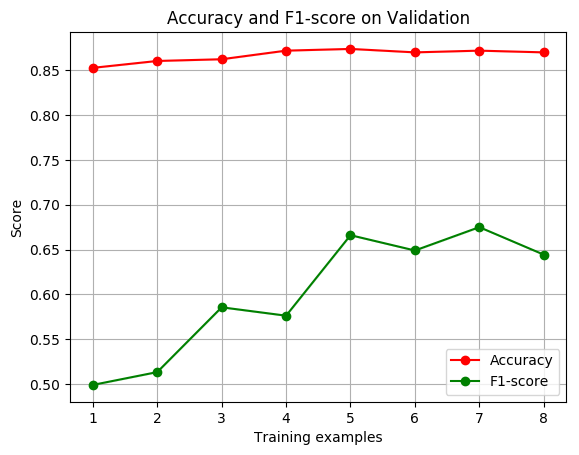 Accuracy and F1-score on Validation
Score
0.85
0.80
0.75
0.70
0.65
0.60
0.55
0.50
Accuracy
F1-score
1 2 3 4 5 6 7 8
Training examples